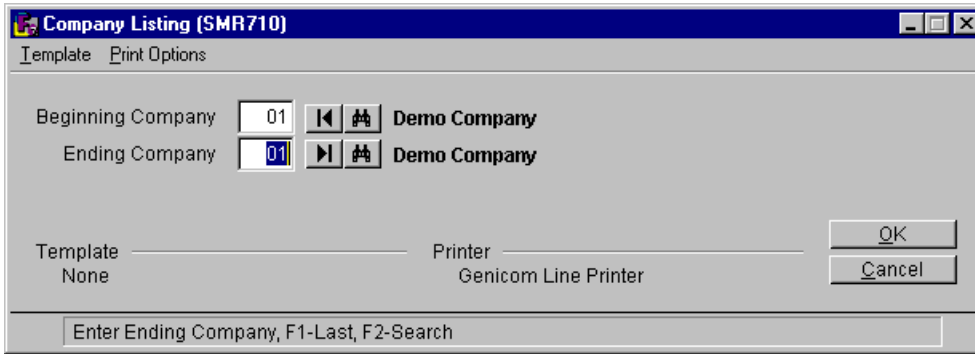 Company Listing (SMR710)
Template Print Options
Beginning Company 01 Demo Company
Ending Company 01 Demo Company
Template Printer
None Genicom Line Printer
OK
Cancel
Enter Ending Company, F1-Last, F2-Search